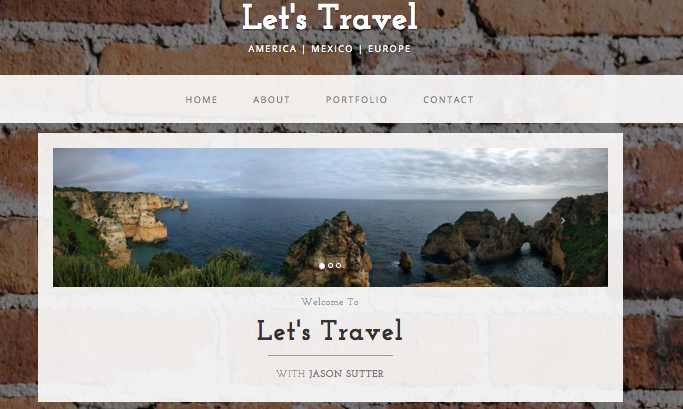 Let's Travel
AMERICA | MEXICO | EUROPE
HOME ABOUT PORTFOLIO CONTACT
Welcome To
Let's Travel
WITH JASON SUTTER